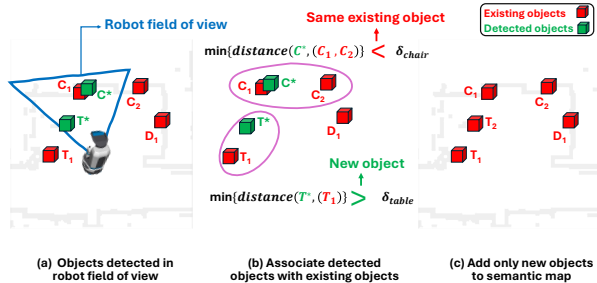 Robot field of view
Same existing object
Existing objects
Detected objects
min{distance(C*,(C₁ , C₂)} < δchair
C₁
C*
C₂
T*
D₁
T₁
C₁
C*
C₂
T*
D₁
T₁
New object
min{distance(T*,(T₁)} > δtable
C₁
C₂
T₂
D₁
T₁
(a) Objects detected in
robot field of view
(b) Associate detected
objects with existing objects
(c) Add only new objects
to semantic map